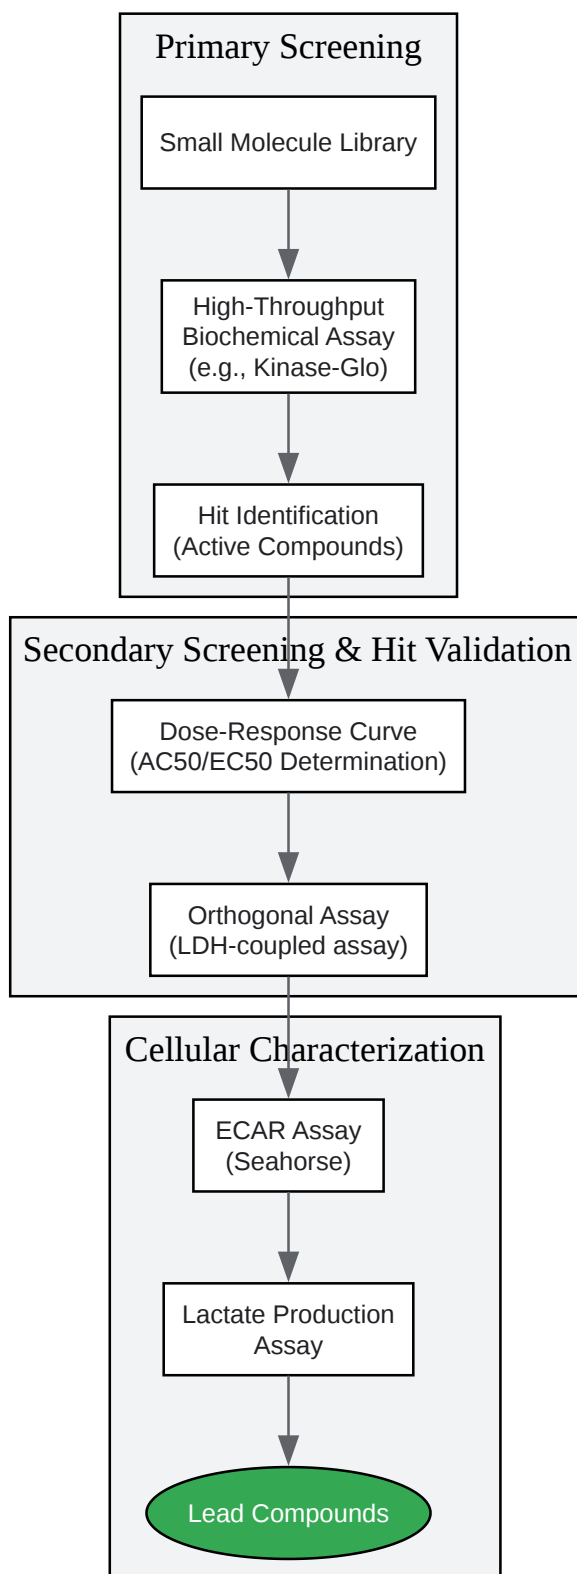 Primary Screening
Small Molecule Library
High-Throughput
Biochemical Assay
(e.g., Kinase-Glo)
Hit Identification
(Active Compounds)
Secondary Screening & Hit Validation
Dose-Response Curve
(AC50/EC50 Determination)
Orthogonal Assay
(LDH-coupled assay)
Cellular Characterization
ECAR Assay
(Seahorse)
Lactate Production
Assay
Lead Compounds